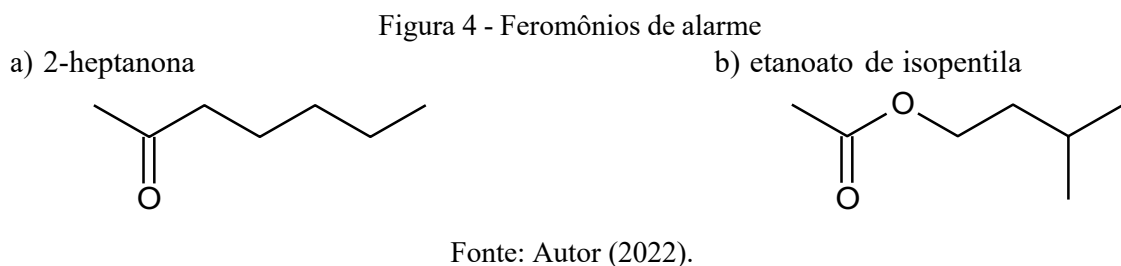 Figura 4 - Feromônios de alarme
a) 2-heptanona
b) etanoato de isopentila
O
O
O
Fonte: Autor (2022).